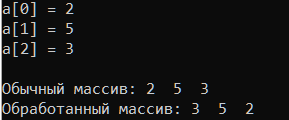 a[0] = 2
a[1] = 5
a[2] = 3
Обычный массив: 2  5  3
Обработанный массив: 3  5  2